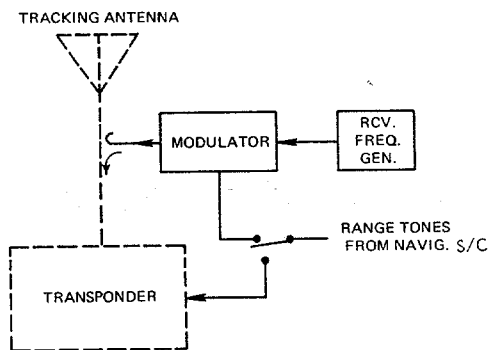 TRACKING ANTENNA
MODULATOR
RCV.
FREQ.
GEN.
RANGE TONES
FROM NAVIG. S/C
TRANSPONDER